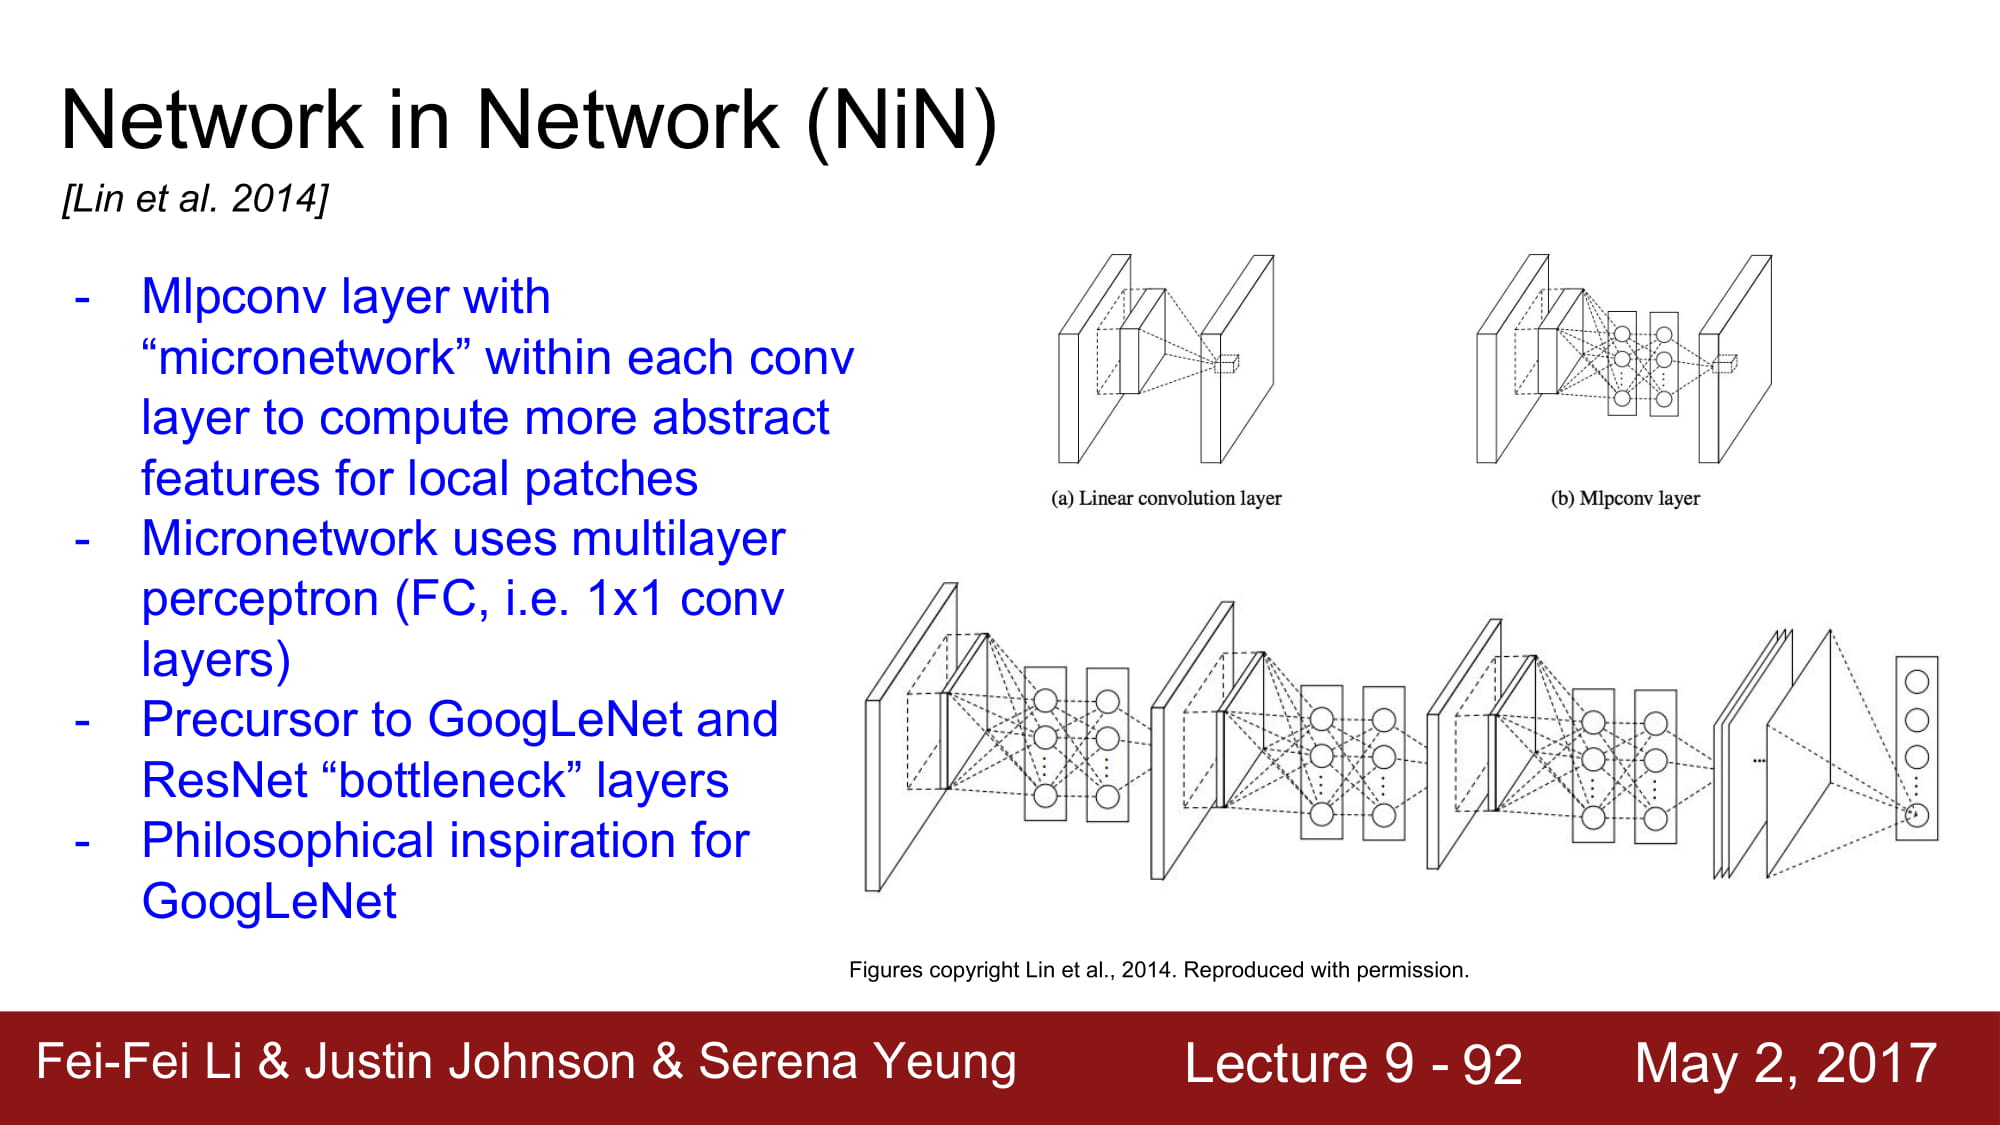 Network in Network (NiN)
[Lin et al. 2014]
- Mlpconv layer with
“micronetwork” within each conv
layer to compute more abstract
features for local patches
- Micronetwork uses multilayer
perceptron (FC, i.e. 1x1 conv
layers)
- Precursor to GoogLeNet and
ResNet “bottleneck” layers
- Philosophical inspiration for
GoogLeNet
(a) Linear convolution layer
(b) Mlpconv layer
Figures copyright Lin et al., 2014. Reproduced with permission.
Fei-Fei Li & Justin Johnson & Serena Yeung
Lecture 9 - 92
May 2, 2017